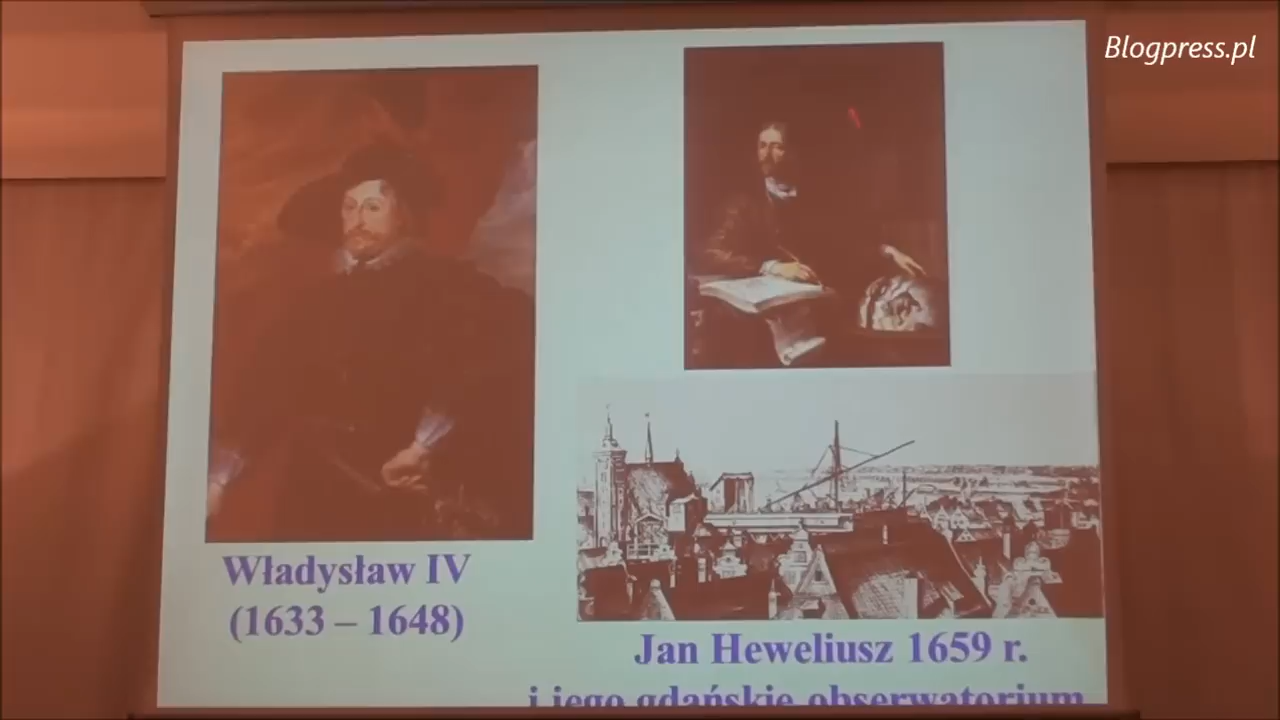 Blogpress.pl
Władysław IV
(1633 – 1648)
Jan Heweliusz 1659 r.
i jego gdańskie obserwatorium